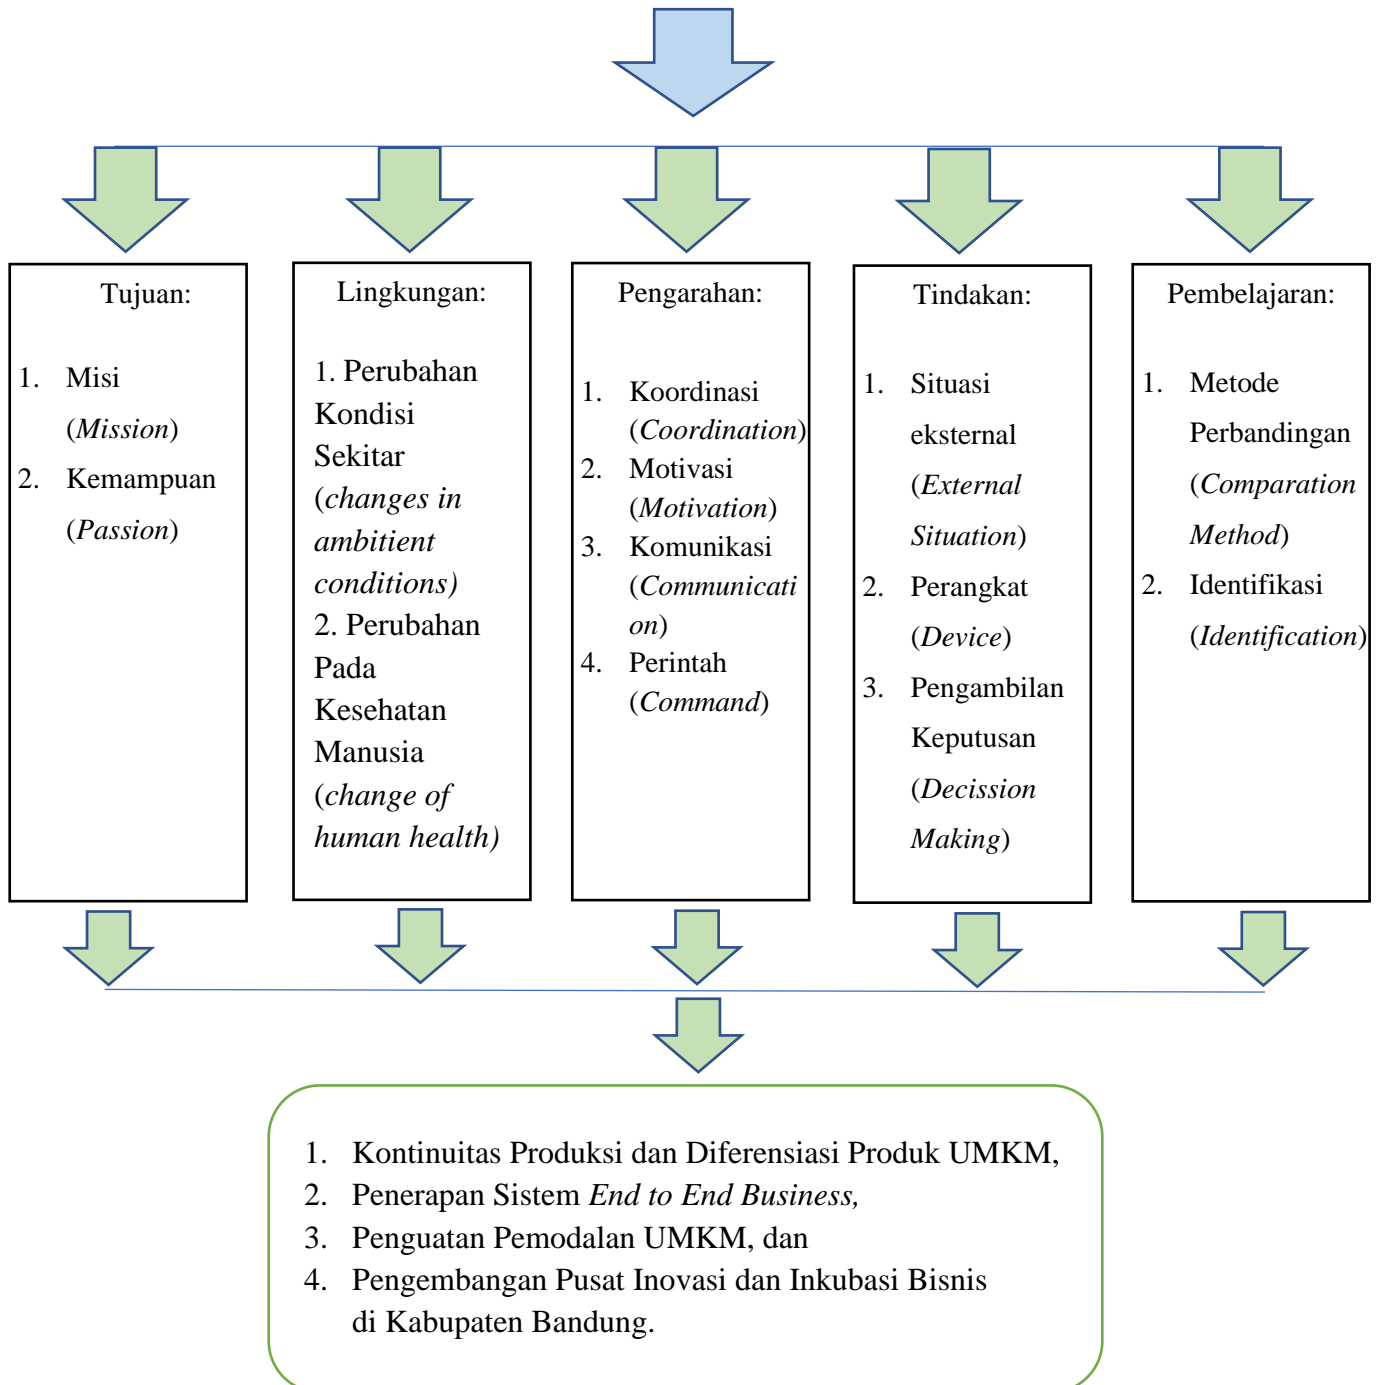 Tujuan:
1. Misi
(Mission)
2. Kemampuan
(Passion)
Lingkungan:
1. Perubahan
Kondisi
Sekitar
(changes in
ambitient
conditions)
2. Perubahan
Pada
Kesehatan
Manusia
(change of
human health)
Pengarahan:
1. Koordinasi
(Coordination)
2. Motivasi
(Motivation)
3. Komunikasi
(Communicati
on)
4. Perintah
(Command)
Tindakan:
1. Situasi
eksternal
(External
Situation)
2. Perangkat
(Device)
3. Pengambilan
Keputusan
(Decission
Making)
Pembelajaran:
1. Metode
Perbandingan
(Comparation
Method)
2. Identifikasi
(Identification)
1. Kontinuitas Produksi dan Diferensiasi Produk UMKM,
2. Penerapan Sistem End to End Business,
3. Penguatan Pemodalan UMKM, dan
4. Pengembangan Pusat Inovasi dan Inkubasi Bisnis
di Kabupaten Bandung.